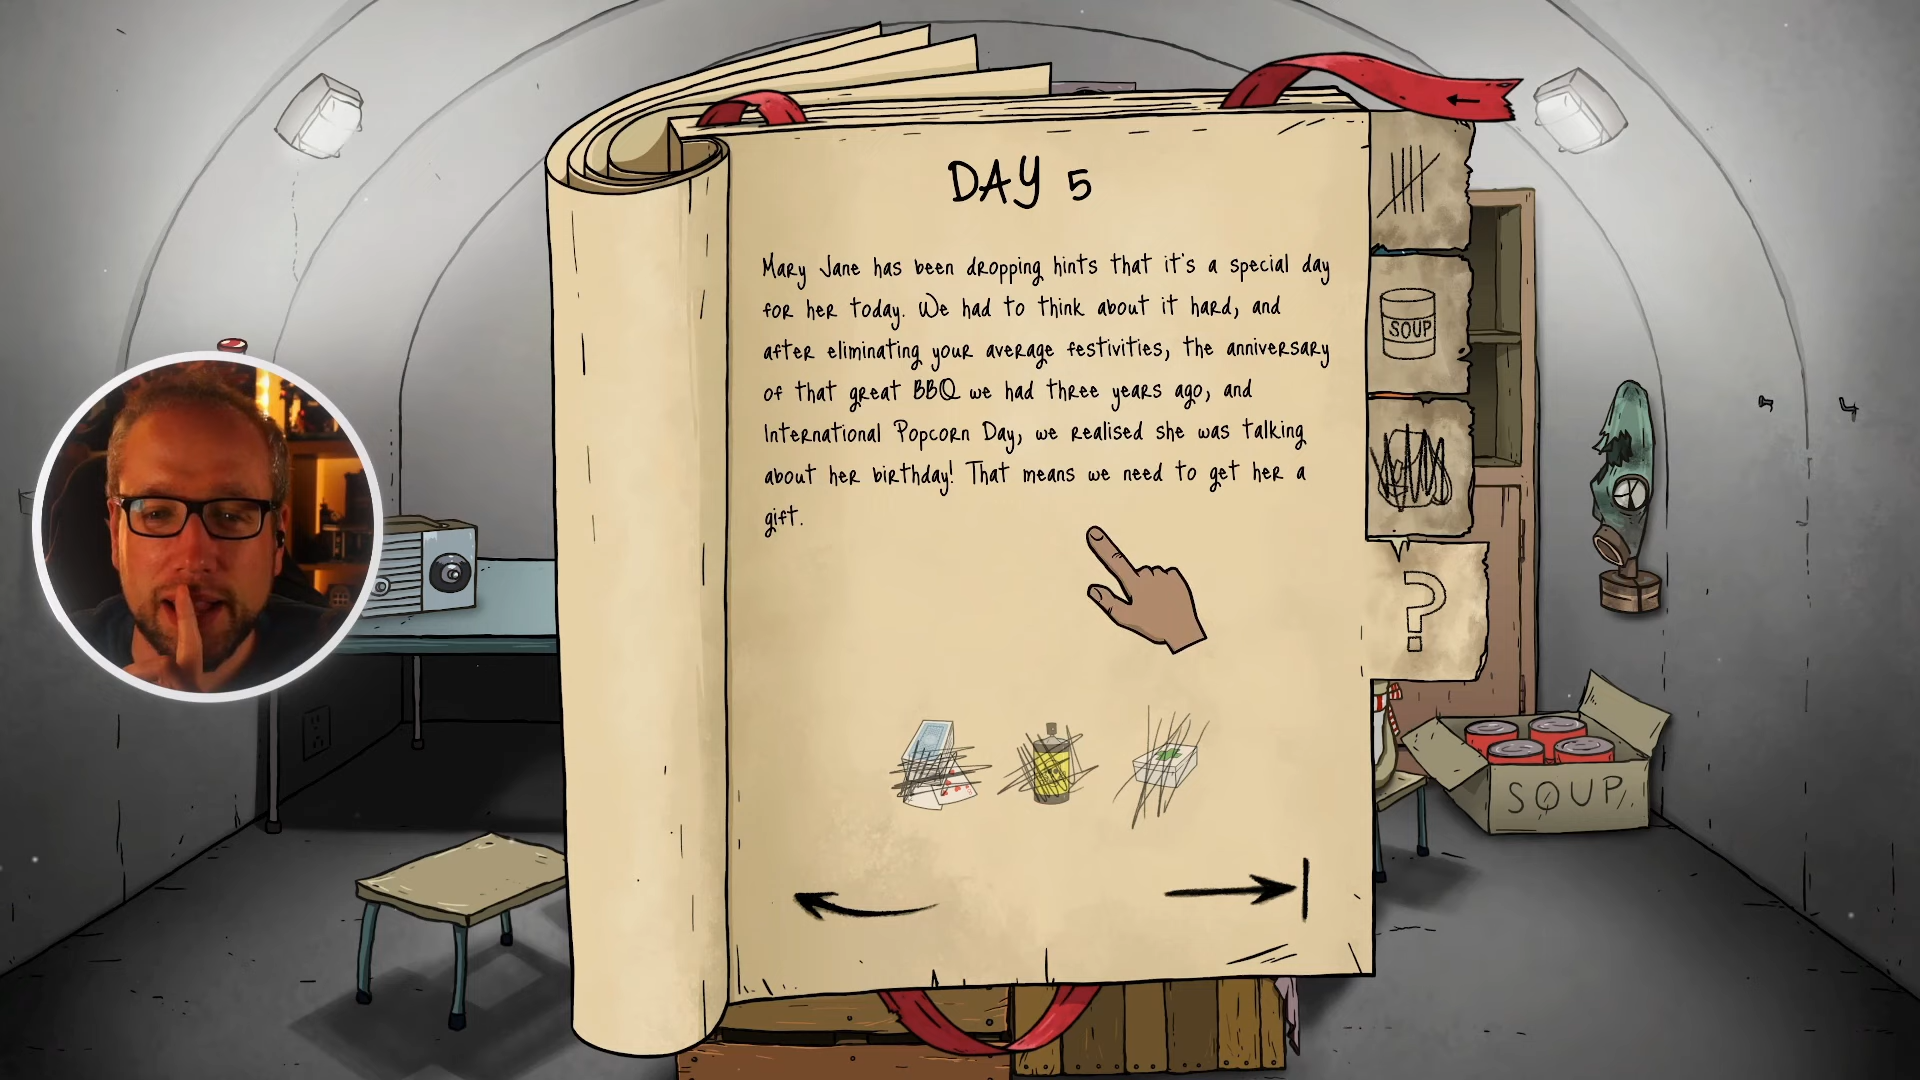 DAY 5
Mary Jane has been dropping hints that it's a special day
for her today. We had to think about it hard, and
after eliminating your average festivities, the anniversary
of that great BBQ we had three years ago, and
International Popcorn Day, we realised she was talking
about her birthday! That means we need to get her a
gift.
SOUP
?
SOUP